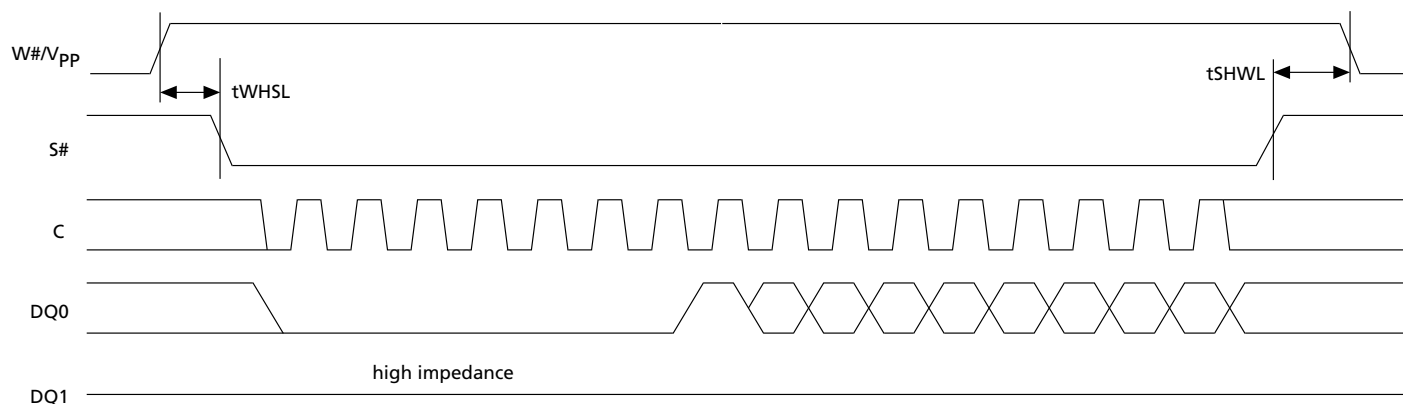 W#/VPP
tSHWL
tWHSL
S#
C
DQ0
high impedance
DQ1